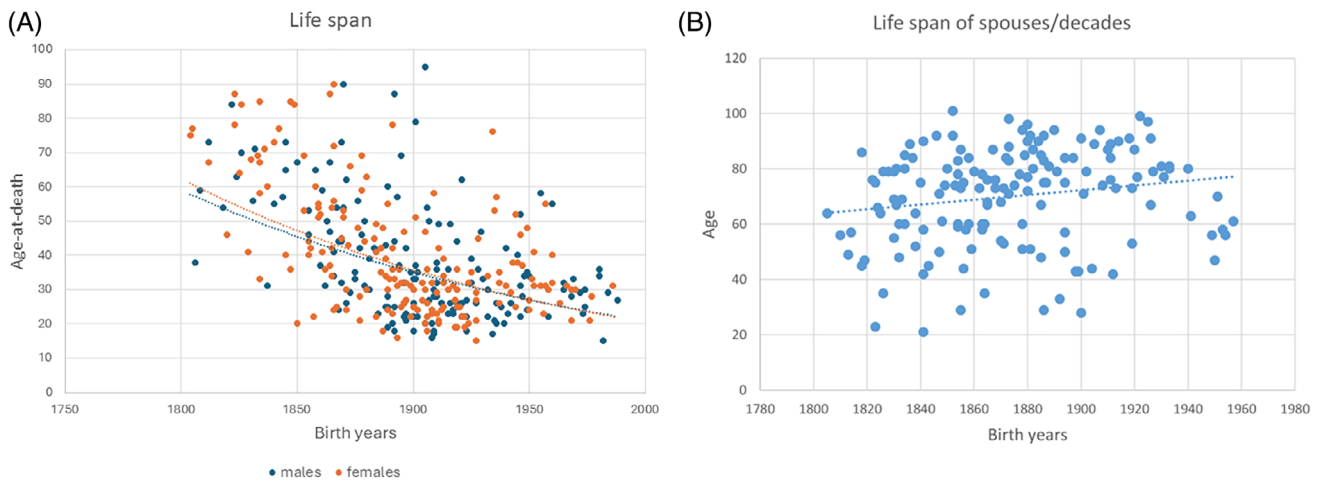 (A)
Life span
Age-at-death
100
90
80
70
60
50
40
30
20
10
0
1750 1800 1850 1900 1950 2000
Birth years
males females
(B)
Life span of spouses/decades
Age
120
100
80
60
40
20
0
1780 1800 1820 1840 1860 1880 1900 1920 1940 1960 1980
Birth years